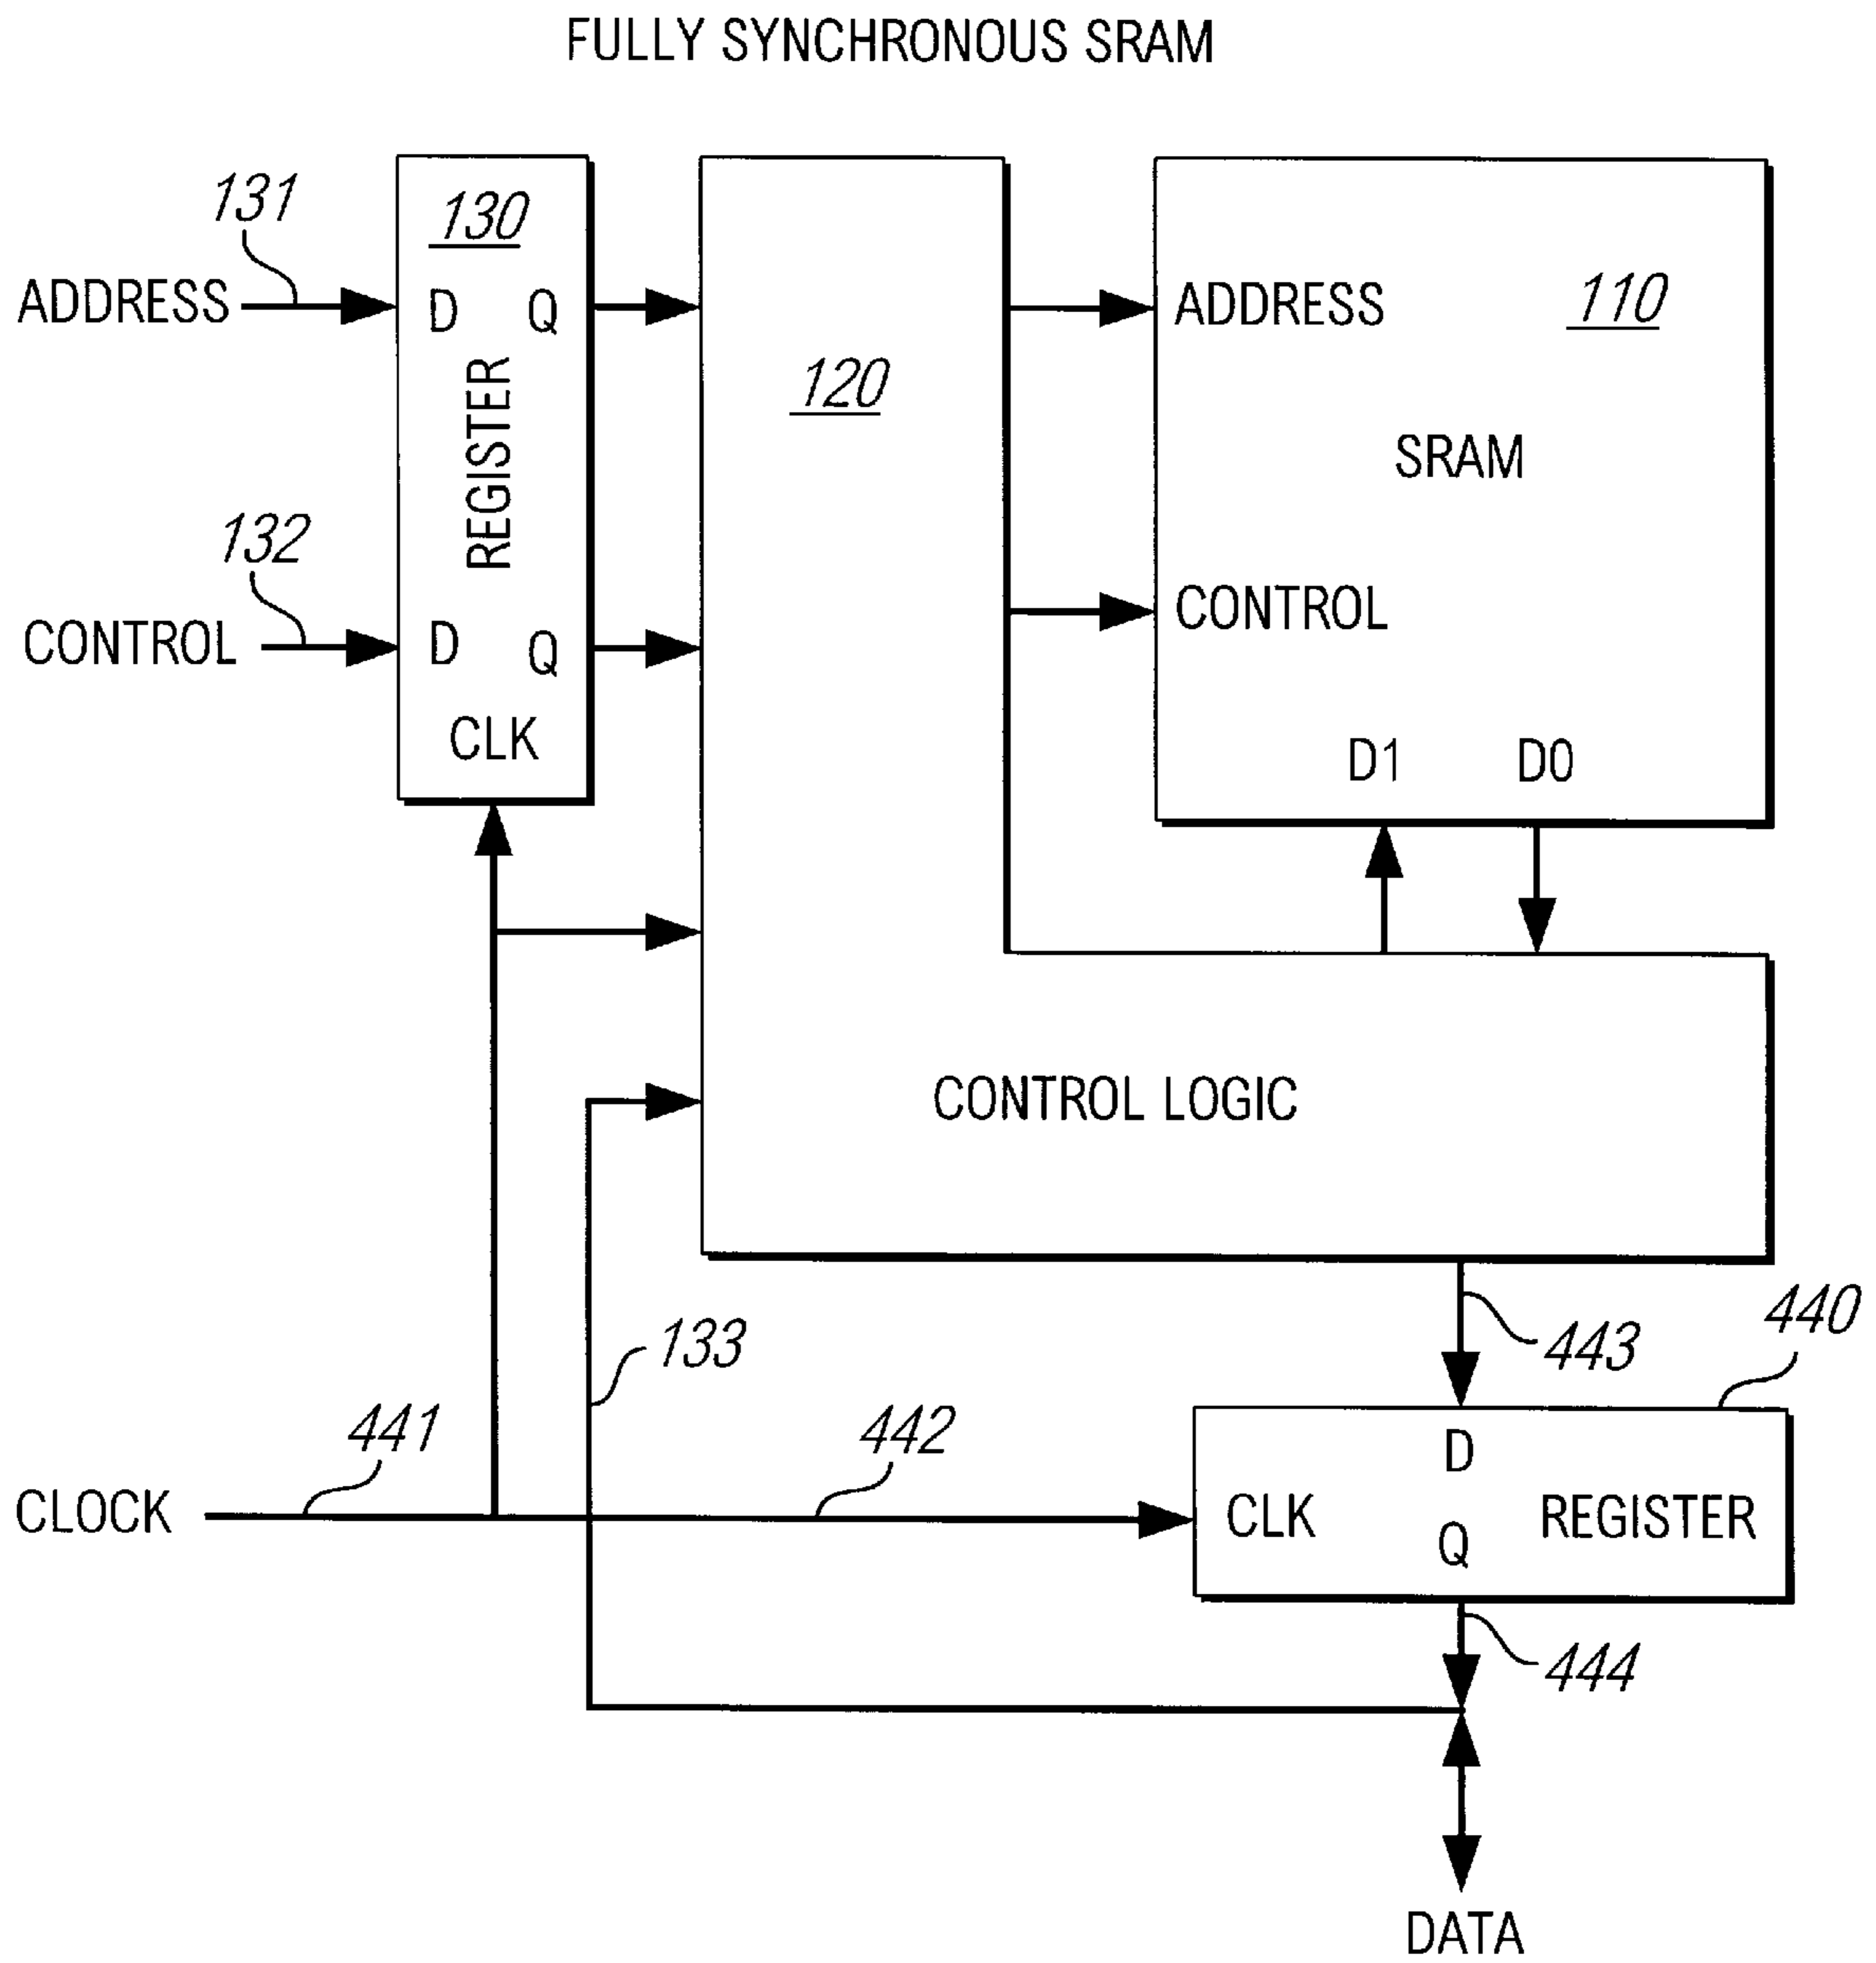 FULLY SYNCHRONOUS SRAM
131
130
ADDRESS
D Q
ADDRESS
110
120
REGISTER
SRAM
132
CONTROL
D Q
CONTROL
CLK
D1 D0
CONTROL LOGIC
133
443
440
441
442
D
CLOCK
CLK
REGISTER
Q
444
DATA